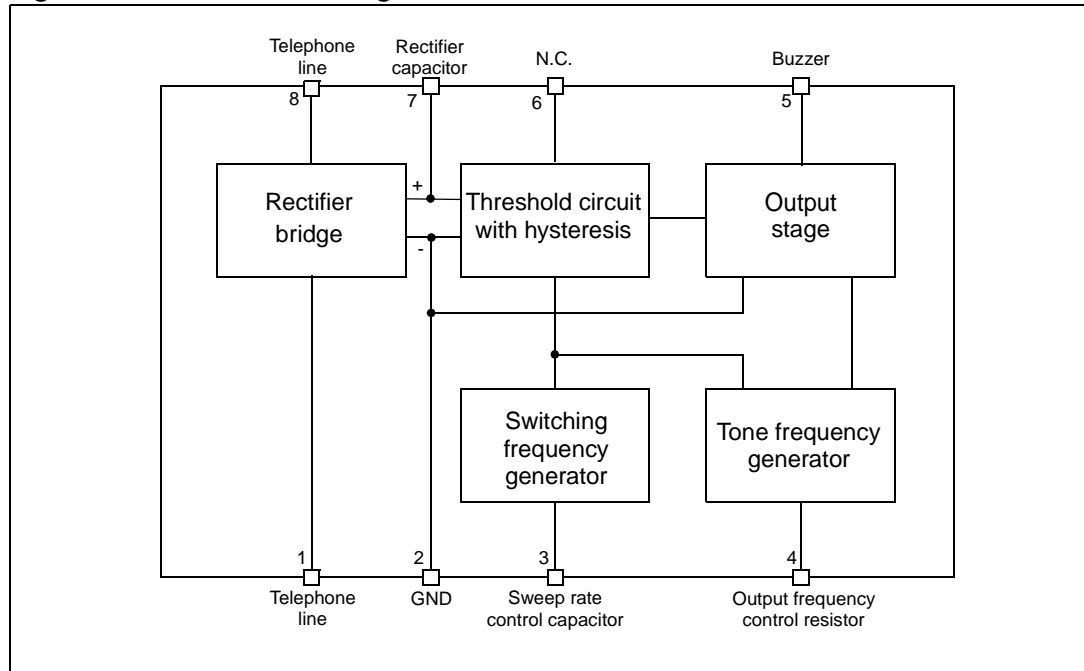 Telephone
line
Rectifier
capacitor
N.C.
Buzzer
8
7
6
5
Rectifier
bridge
+
-
Threshold circuit
with hysteresis
Output
stage
Switching
frequency
generator
Tone frequency
generator
1
2
3
4
Telephone
line
GND
Sweep rate
control capacitor
Output frequency
control resistor